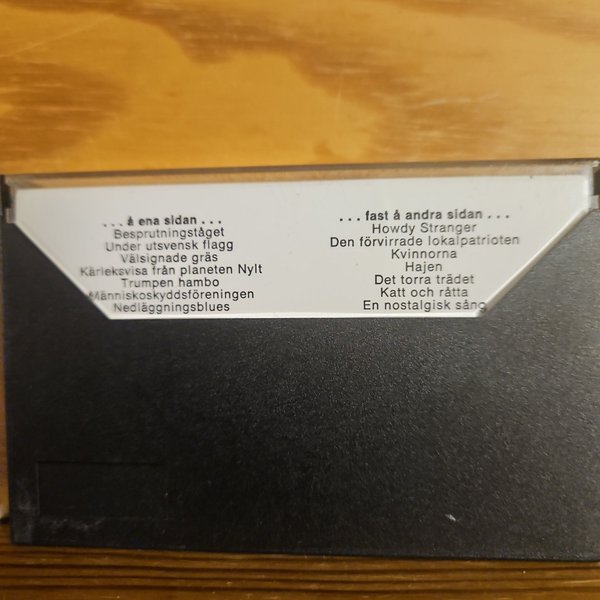 . . . å ena sidan . . .
Besprutningståget
Under utsvensk flagg
Välsignade gräs
Kärleksvisa från planeten Nylt
Trumpen hambo
Människoskyddsföreningen
Nedläggningsblues
. . . fast å andra sidan . . .
Howdy Stranger
Den förvirrade lokalpatrioten
Kvinnorna
Hajen
Det torra trädet
Katt och råtta
En nostalgisk sång